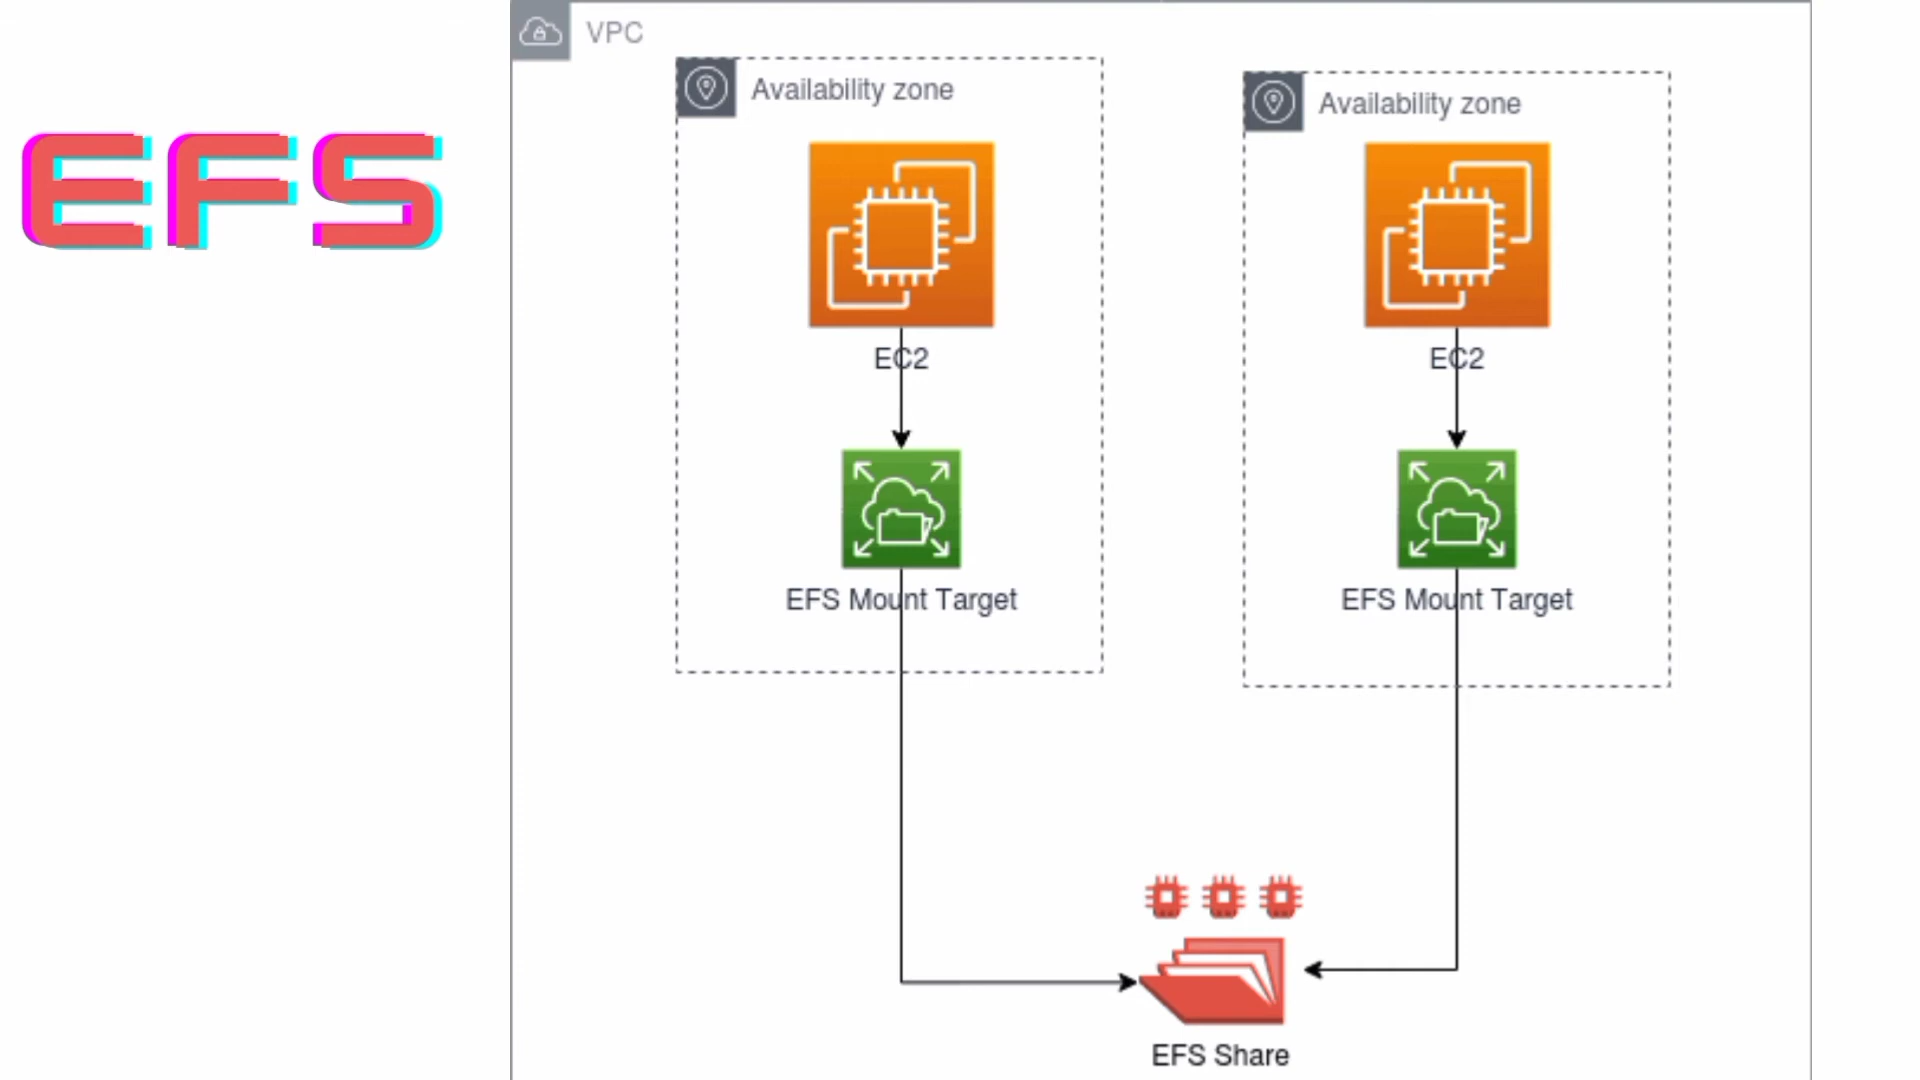 EFS
VPC
Availability zone
EC2
EFS Mount Target
Availability zone
EC2
EFS Mount Target
EFS Share